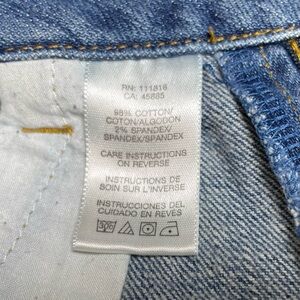 RN: 111818
CA: 45885
98% COTTON/
COTON/ALGODON
2% SPANDEX/
SPANDEX/SPANDEX
CARE INSTRUCTIONS
ON REVERSE
INSTRUCTIONS DE
SOIN SUR L'INVERSE
INSTRUCCIONES DEL
CUIDADO EN REVES